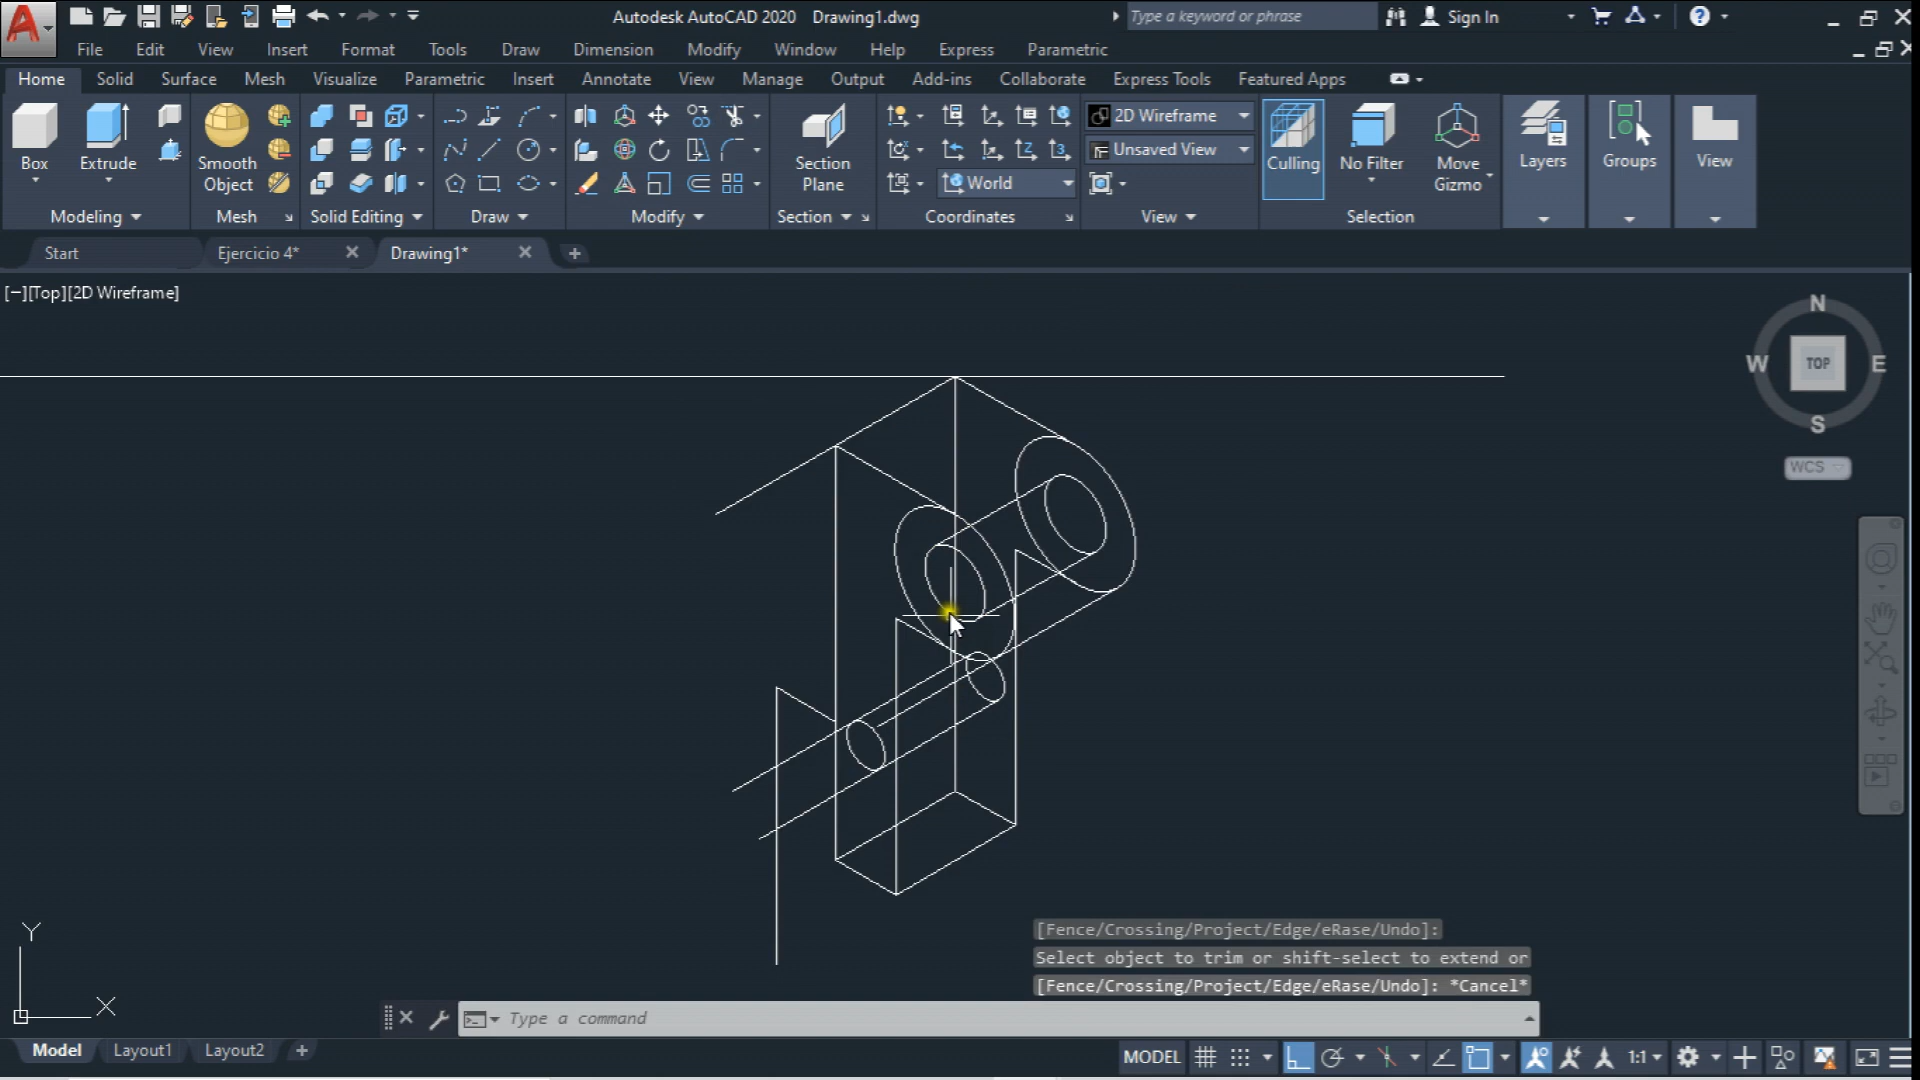 Autodesk AutoCAD 2020 Drawing1.dwg
Type a keyword or phrase
Sign In
File Edit View Insert Format Tools Draw Dimension Modify Window Help Express Parametric
Home Solid Surface Mesh Visualize Parametric Insert Annotate View Manage Output Add-ins Collaborate Express Tools Featured Apps
2D Wireframe
Unsaved View
World
Box
Extrude
Smooth
Object
Section
Plane
Culling
No Filter
Move
Gizmo
Layers
Groups
View
Modeling Mesh Solid Editing Draw Modify Section Coordinates View Selection
Start Ejercicio 4* Drawing1*
[−][Top][2D Wireframe]
N
W TOP E
S
WCS
Y
X
[Fence/Crossing/Project/Edge/eRase/Undo]:
Select object to trim or shift-select to extend or
[Fence/Crossing/Project/Edge/eRase/Undo]: *Cancel*
Type a command
Model Layout1 Layout2
MODEL 1:1